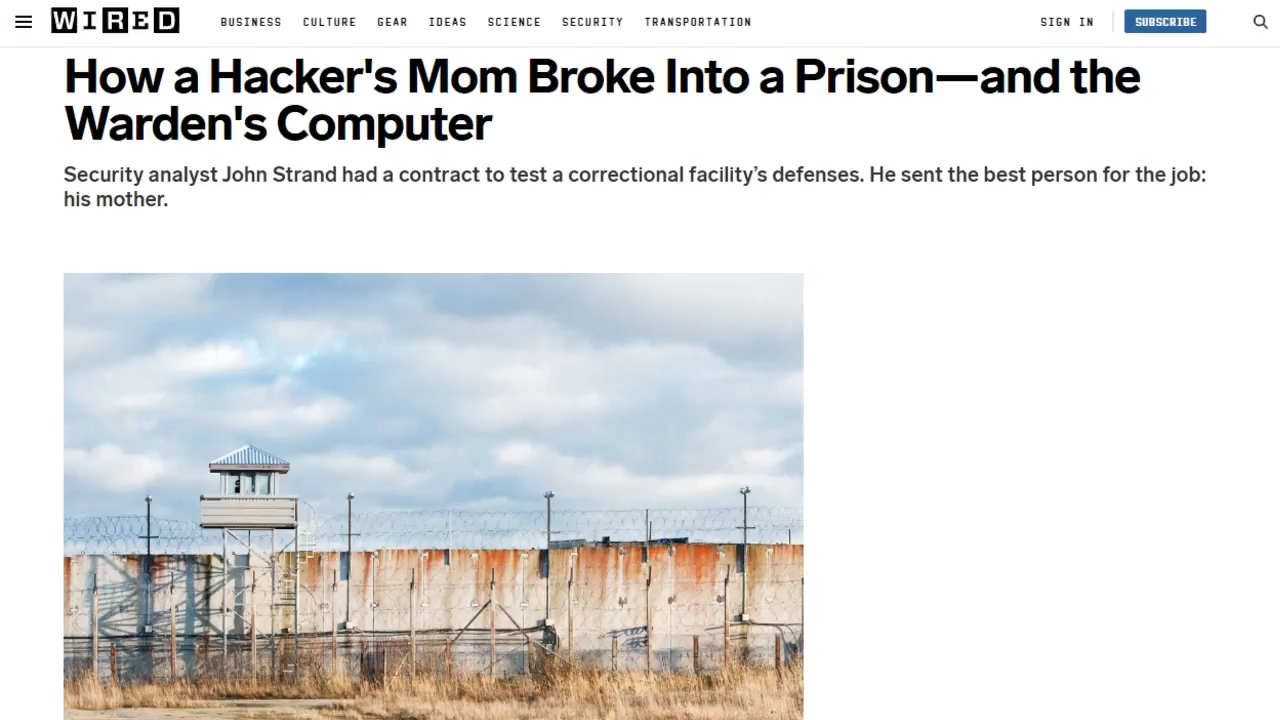 WIRED
BUSINESS CULTURE GEAR IDEAS SCIENCE SECURITY TRANSPORTATION
SIGN IN
SUBSCRIBE
How a Hacker's Mom Broke Into a Prison—and the
Warden's Computer
Security analyst John Strand had a contract to test a correctional facility’s defenses. He sent the best person for the job:
his mother.